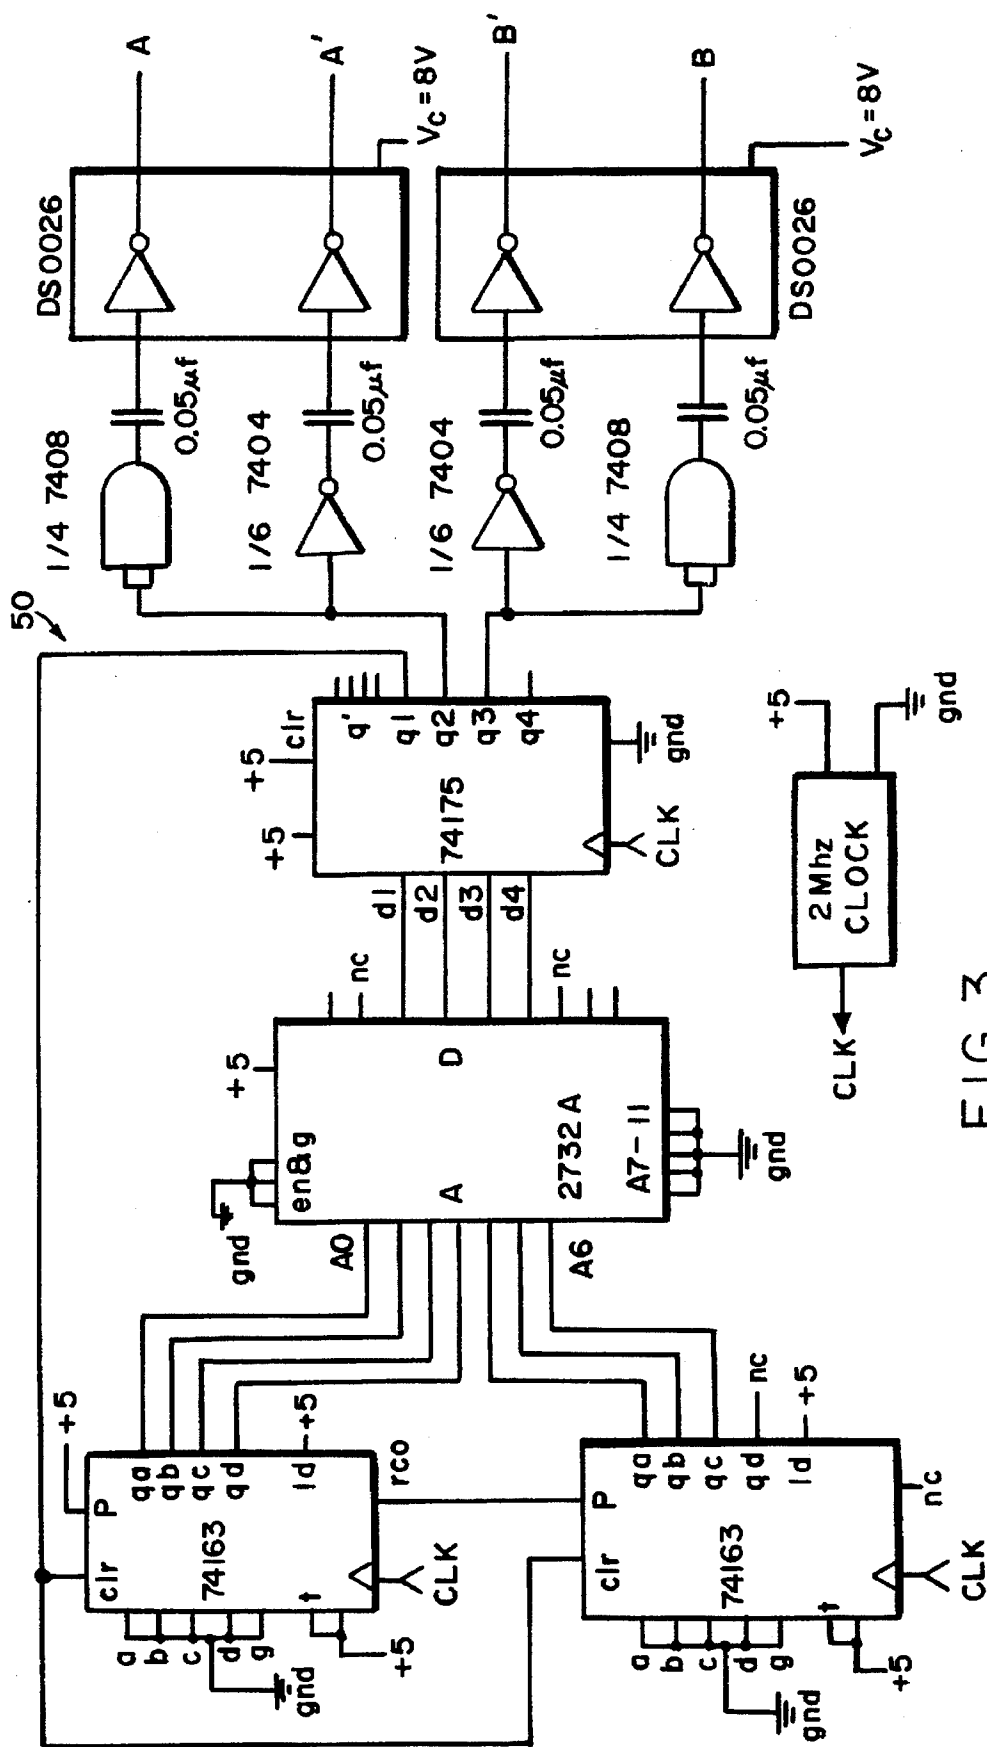 50
+5
clr
P
74163
qa
qb
qc
qd
ld
+5
a
b
c
d
g
gnd
t
+5
CLK
rco
clr
P
74163
qa
qb
qc
qd
nc
ld
+5
a
b
c
d
g
gnd
t
+5
CLK
nc
gnd
en&g
+5
A0
A6
A
D
2732A
A7-11
gnd
nc
nc
d1
d2
d3
d4
+5
+5
clr
q'
q1
q2
q3
q4
74175
CLK
gnd
1/4 7408
0.05µf
DS0026
A
1/6 7404
0.05µf
A'
Vc=8V
1/6 7404
0.05µf
B'
1/4 7408
0.05µf
DS0026
B
Vc=8V
CLK
2Mhz
CLOCK
+5
gnd
FIG 3